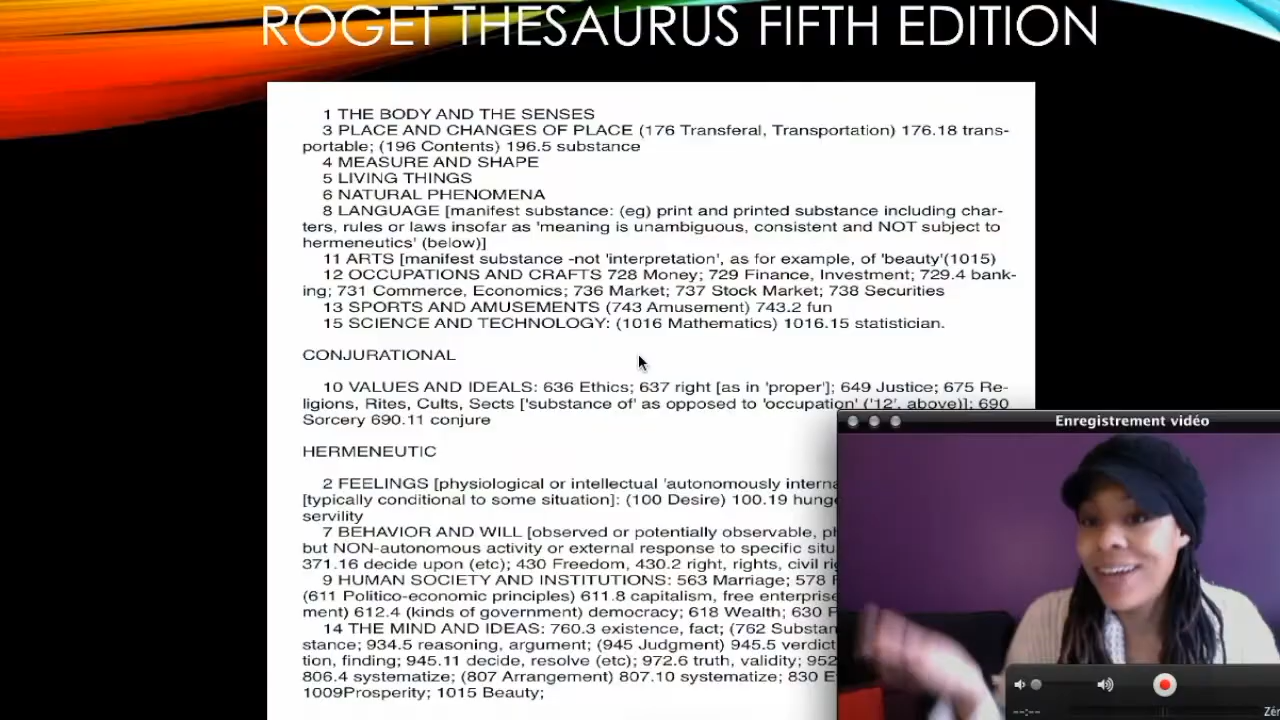 ROGET THESAURUS FIFTH EDITION
1 THE BODY AND THE SENSES
3 PLACE AND CHANGES OF PLACE (176 Transferal, Transportation) 176.18 trans-
portable; (196 Contents) 196.5 substance
4 MEASURE AND SHAPE
5 LIVING THINGS
6 NATURAL PHENOMENA
8 LANGUAGE [manifest substance: (eg) print and printed substance including char-
ters, rules or laws insofar as 'meaning is unambiguous, consistent and NOT subject to
hermeneutics' (below)]
11 ARTS [manifest substance -not 'interpretation', as for example, of 'beauty'(1015)
12 OCCUPATIONS AND CRAFTS 728 Money; 729 Finance, Investment; 729.4 bank-
ing; 731 Commerce, Economics; 736 Market; 737 Stock Market; 738 Securities
13 SPORTS AND AMUSEMENTS (743 Amusement) 743.2 fun
15 SCIENCE AND TECHNOLOGY: (1016 Mathematics) 1016.15 statistician.
CONJURATIONAL
10 VALUES AND IDEALS: 636 Ethics; 637 right [as in 'proper']; 649 Justice; 675 Re-
ligions, Rites, Cults, Sects ['substance of' as opposed to 'occupation' ('12', above)]; 690
Sorcery 690.11 conjure
HERMENEUTIC
2 FEELINGS [physiological or intellectual 'autonomously
[typically conditional to some situation]: (100 Desire) 100.19
servility
7 BEHAVIOR AND WILL [observed or potentially observable,
but NON-autonomous activity or external response to specific
371.16 decide upon (etc); 430 Freedom, 430.2 right, rights, civil
9 HUMAN SOCIETY AND INSTITUTIONS: 563 Marriage; 578
(611 Politico-economic principles) 611.8 capitalism, free enterprise
ment) 612.4 (kinds of government) democracy; 618 Wealth; 630
14 THE MIND AND IDEAS: 760.3 existence, fact; (762
stance; 934.5 reasoning, argument; (945 Judgment) 945.5 verdict
tion, finding; 945.11 decide, resolve (etc); 972.6 truth, validity;
806.4 systematize; (807 Arrangement) 807.10 systematize; 830
1009Prosperity; 1015 Beauty;
Enregistrement vidéo
--:--